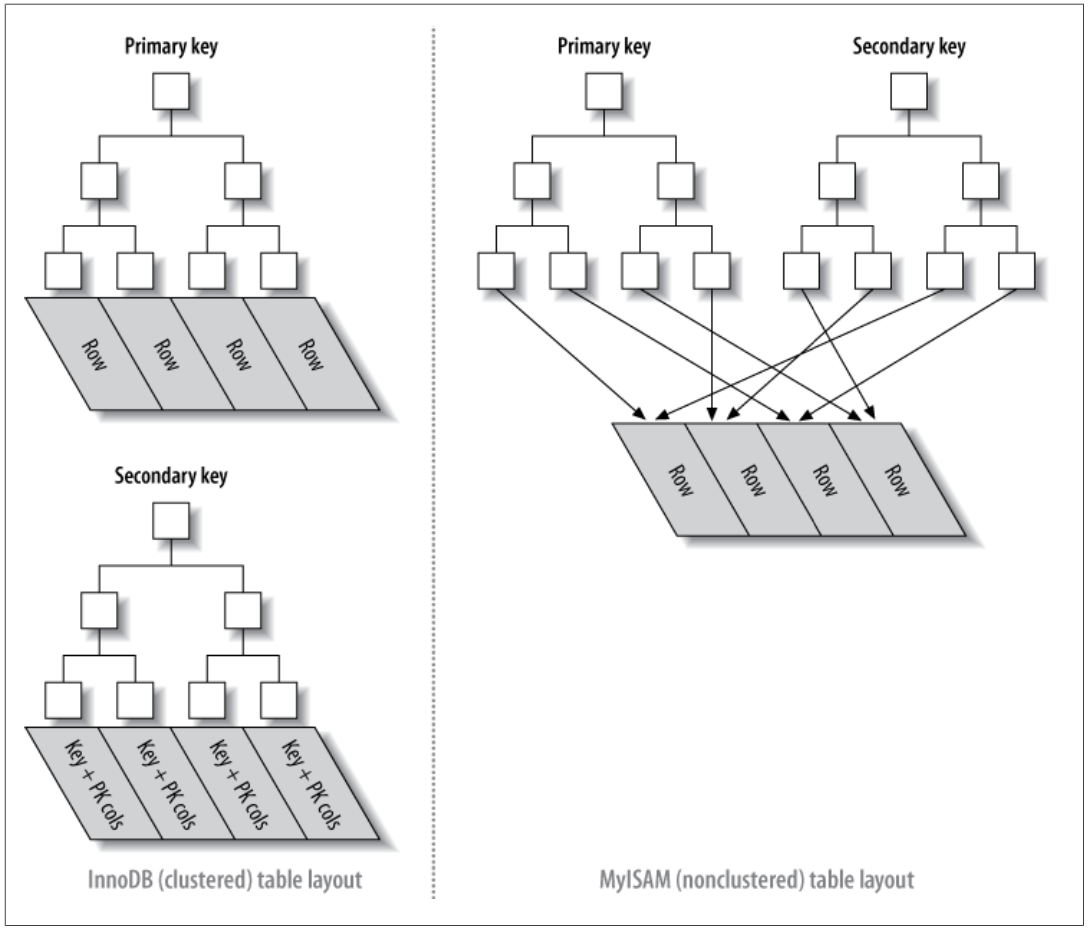 Primary key
Row
Row
Row
Row
Secondary key
Key + PK cols
Key + PK cols
Key + PK cols
Key + PK cols
InnoDB (clustered) table layout
Primary key
Secondary key
Row
Row
Row
Row
MyISAM (nonclustered) table layout